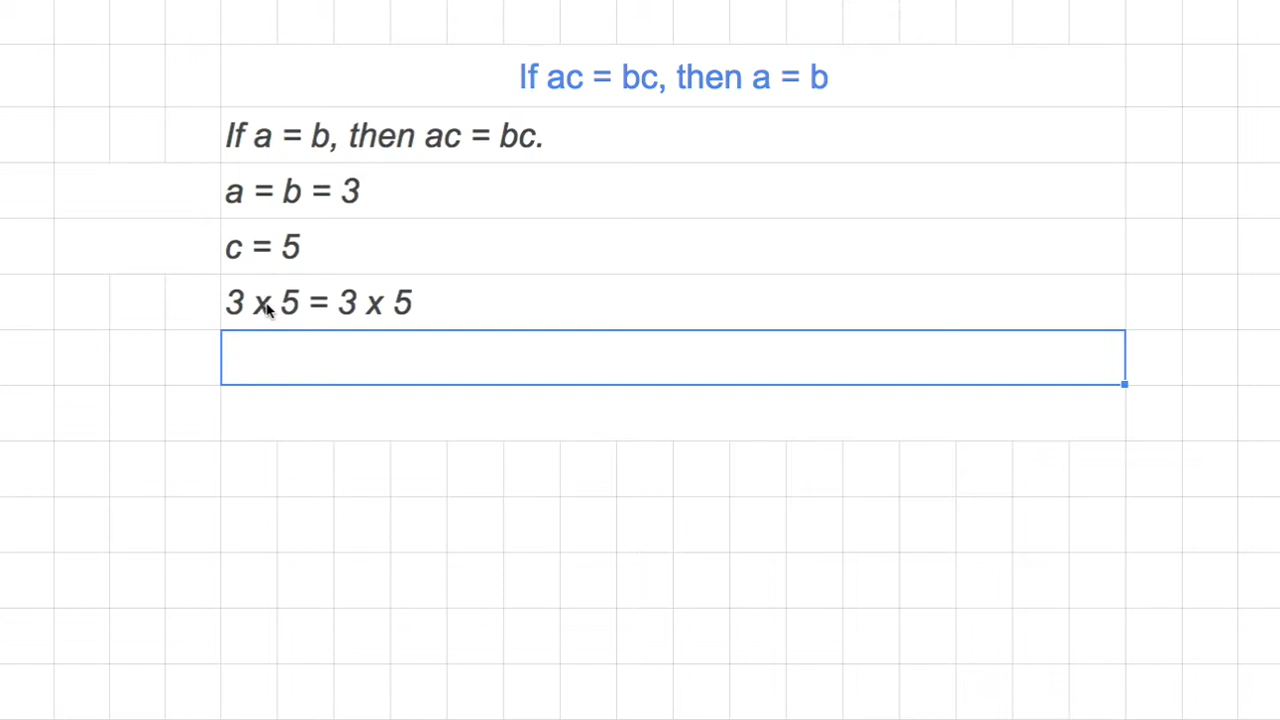 If ac = bc, then a = b
If a = b, then ac = bc.
a = b = 3
c = 5
3 x 5 = 3 x 5